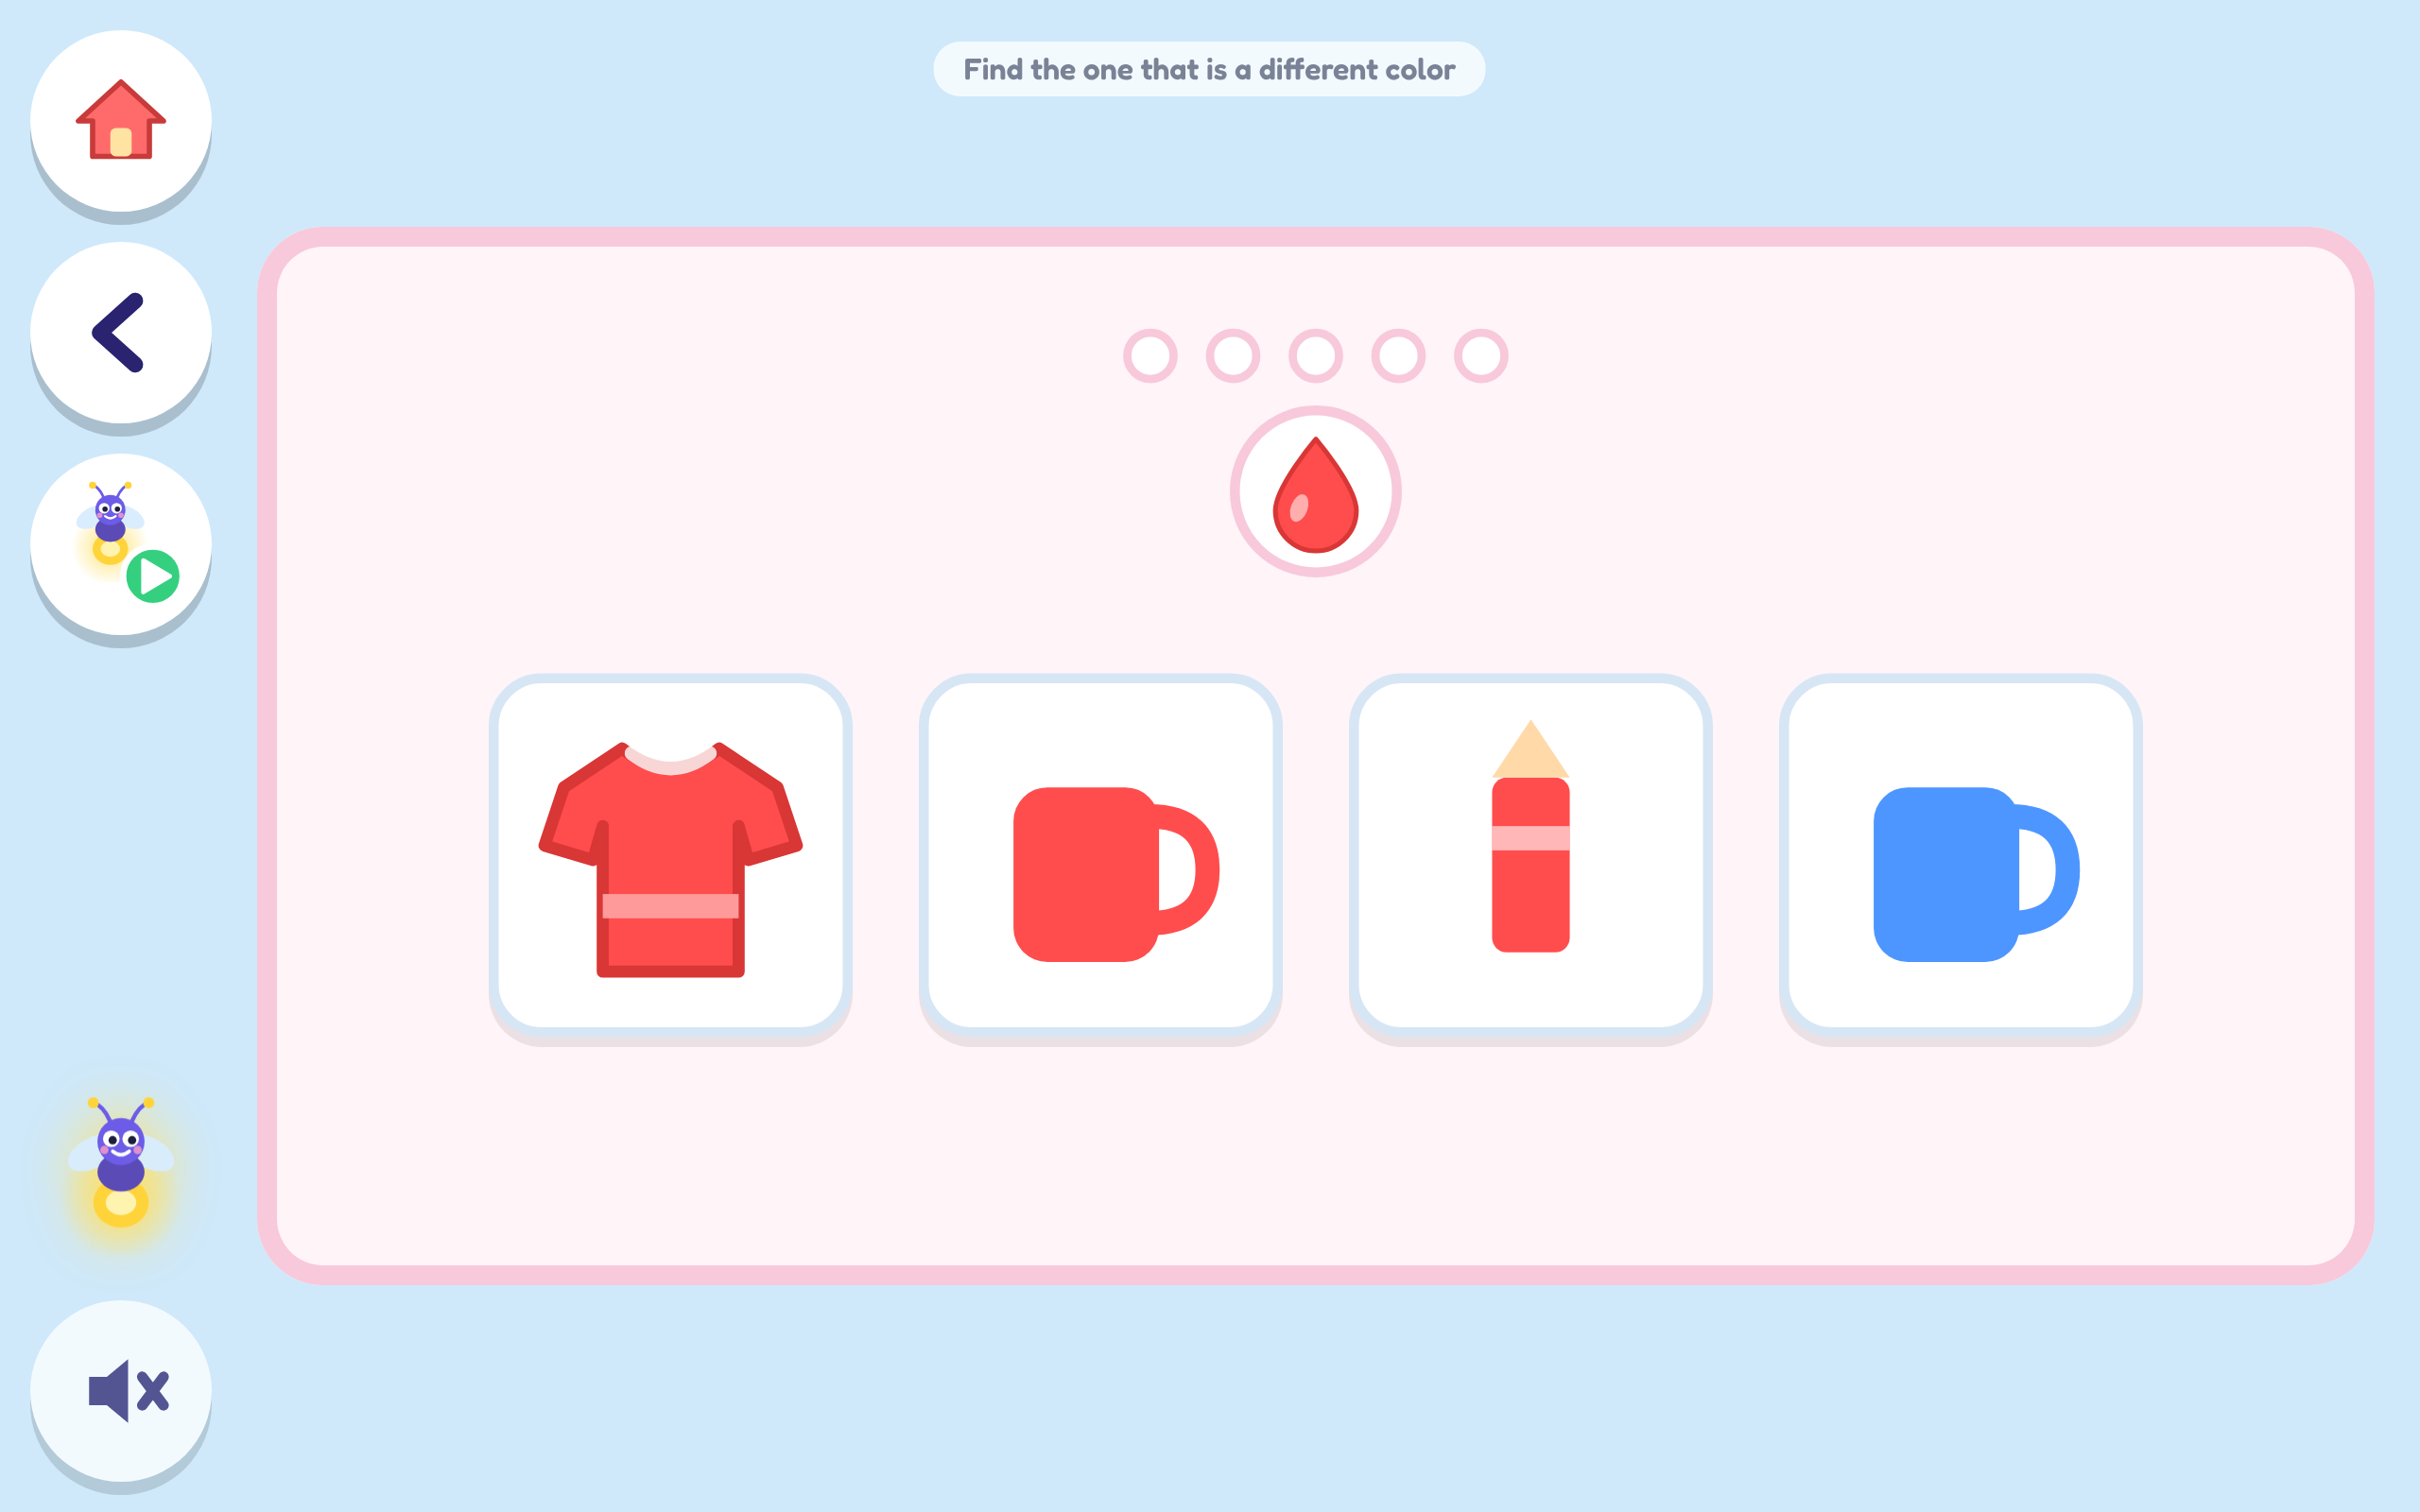 Find the one that is a different color